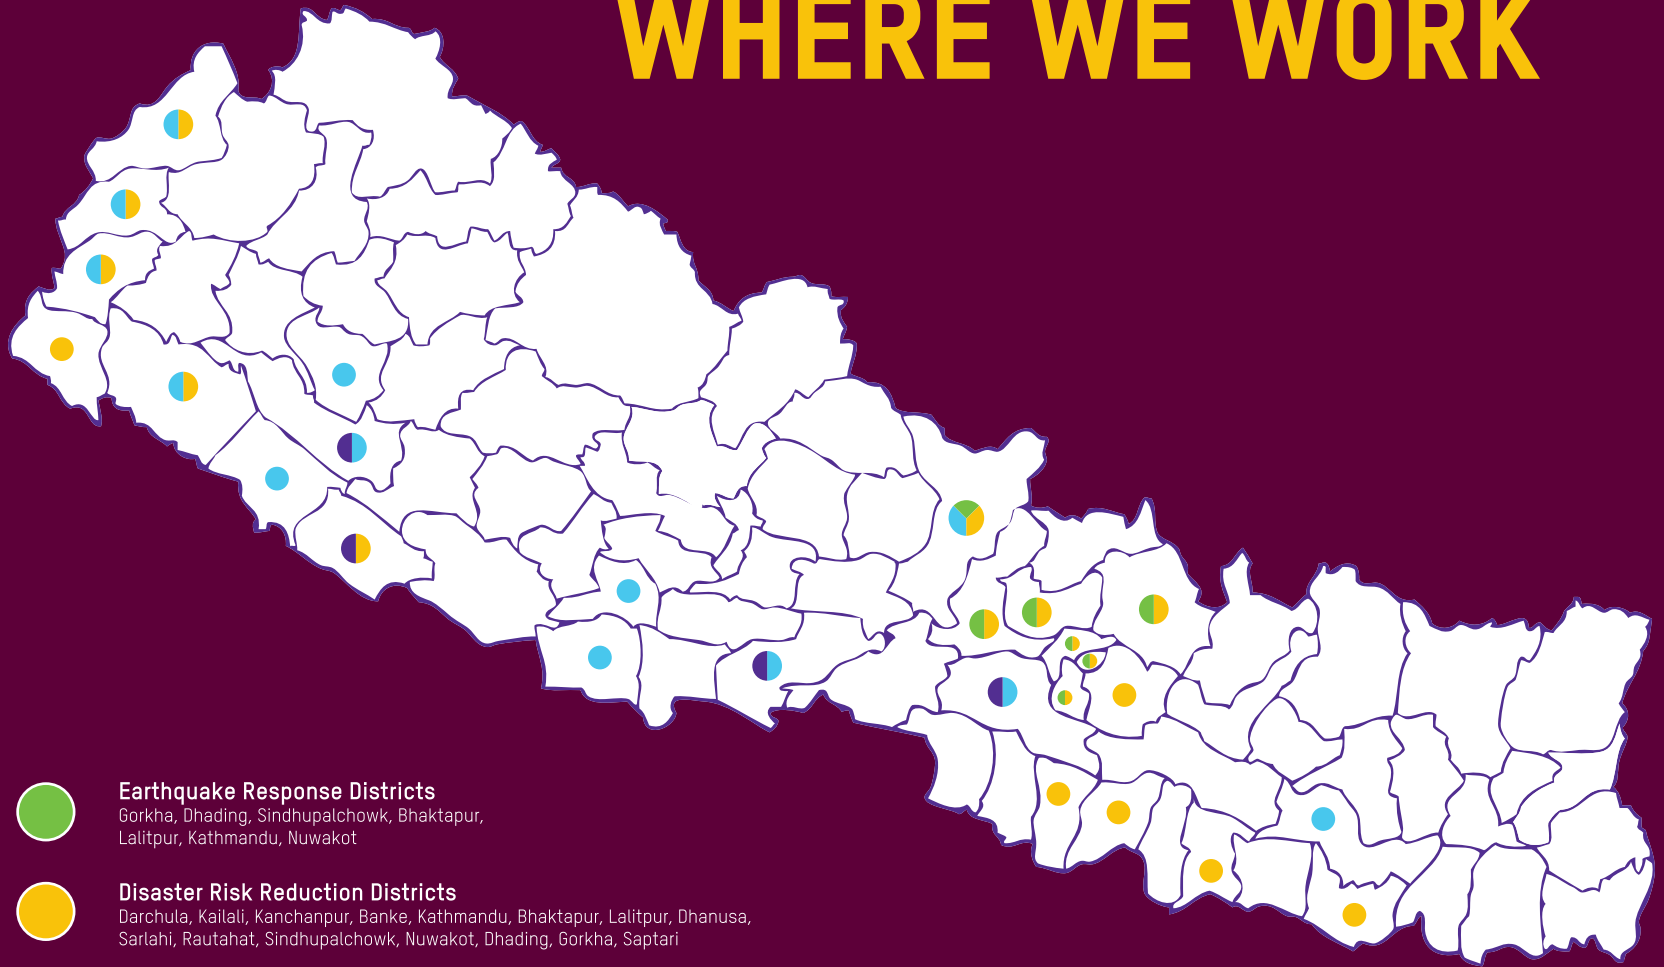 WHERE WE WORK
Earthquake Response Districts
Gorkha, Dhading, Sindhupalchowk, Bhaktapur,
Lalitpur, Kathmandu, Nuwakot
Disaster Risk Reduction Districts
Darchula, Kailali, Kanchanpur, Banke, Kathmandu, Bhaktapur, Lalitpur, Dhanusa,
Sarlahi, Rautahat, Sindhupalchowk, Nuwakot, Dhading, Gorkha, Saptari